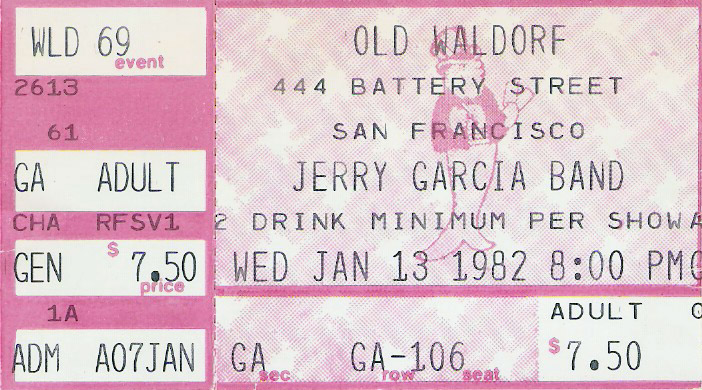 WLD 69
event
2613
61
GA ADULT
CHA RFSV1
GEN $ 7.50
price
1A
ADM A07JAN
OLD WALDORF
444 BATTERY STREET
SAN FRANCISCO
JERRY GARCIA BAND
2 DRINK MINIMUM PER SHOW A
WED JAN 13 1982 8:00 PM
ADULT
GA GA-106 $7.50
sec row seat